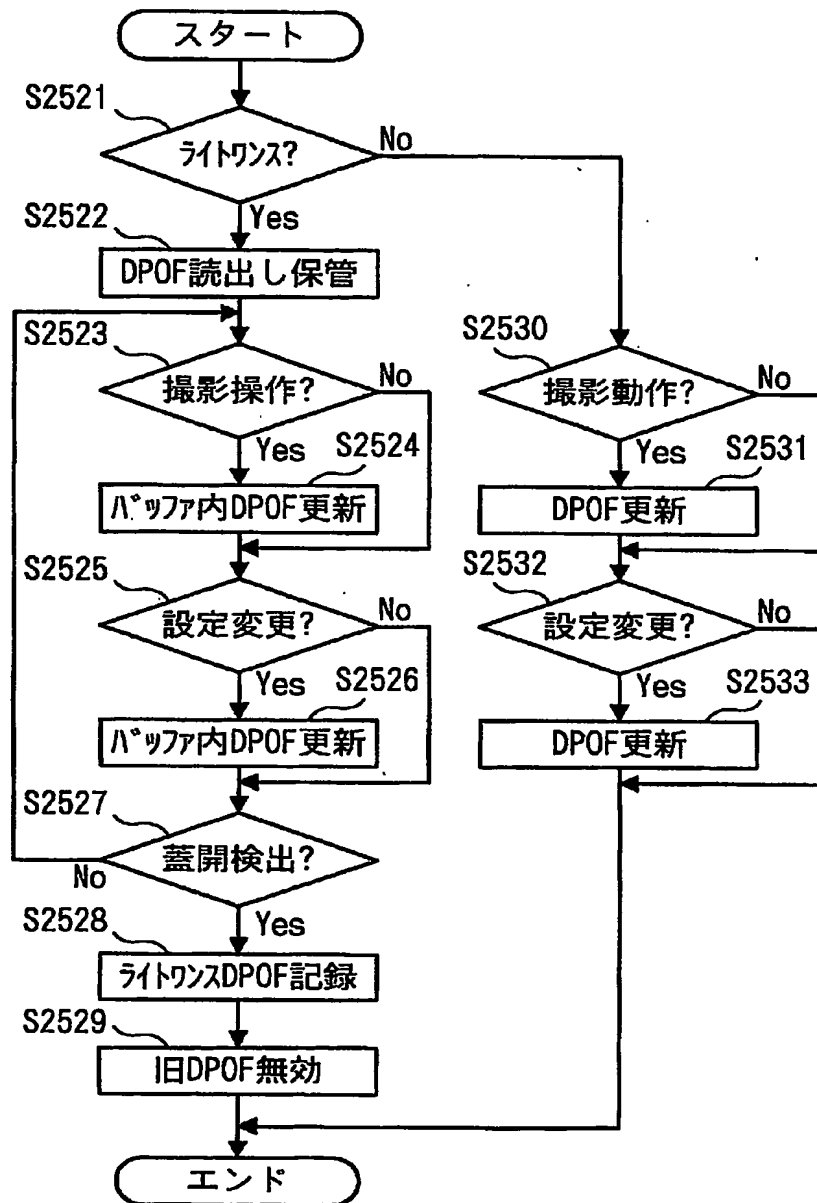 スタート
S2521
ライトワンス?
No
Yes
S2522
DPOF読出し保管
S2523
撮影操作?
No
Yes
S2524
バッファ内DPOF更新
S2525
設定変更?
No
Yes
S2526
バッファ内DPOF更新
S2527
蓋開検出?
No
Yes
S2528
ライトワンスDPOF記録
S2529
旧DPOF無効
S2530
撮影動作?
No
Yes
S2531
DPOF更新
S2532
設定変更?
No
Yes
S2533
DPOF更新
エンド